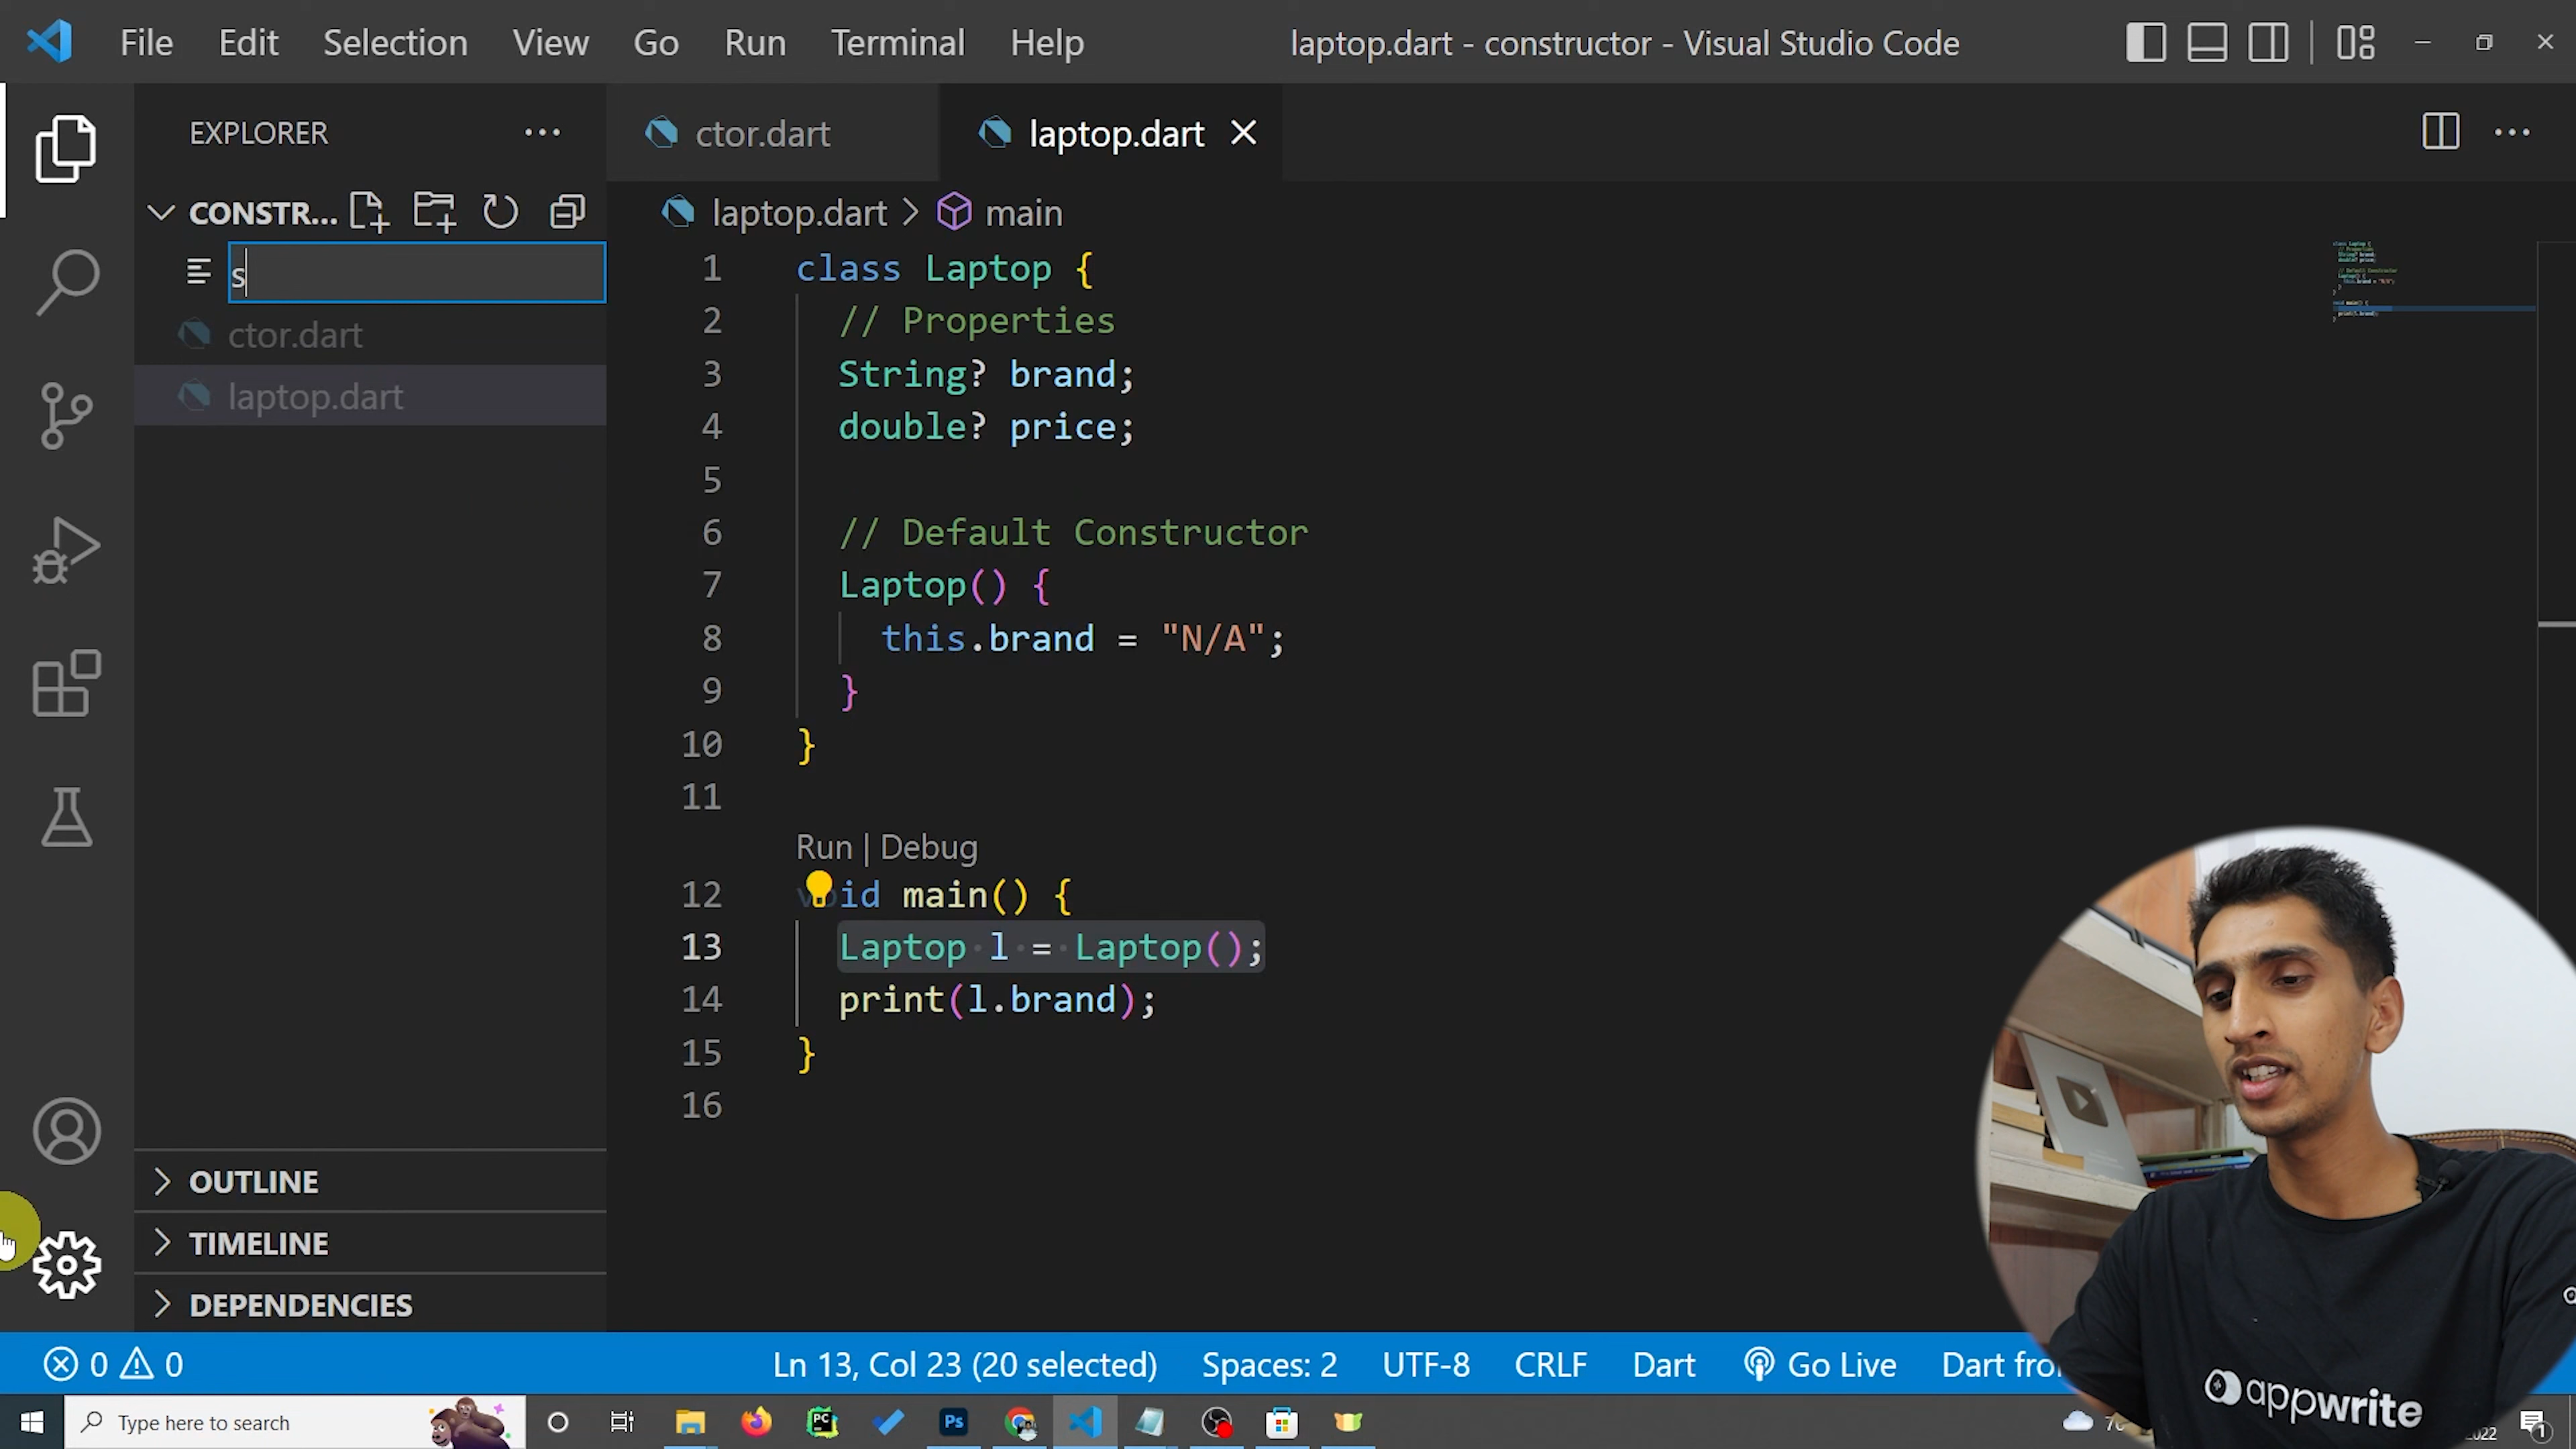 File Edit Selection View Go Run Terminal Help laptop.dart - constructor - Visual Studio Code
EXPLORER ...
CONSTR...
s
ctor.dart
laptop.dart
ctor.dart laptop.dart
laptop.dart > main
1 class Laptop {
2 // Properties
3 String? brand;
4 double? price;
5
6 // Default Constructor
7 Laptop() {
8 this.brand = "N/A";
9 }
10 }
11
Run | Debug
12 void main() {
13 Laptop l = Laptop();
14 print(l.brand);
15 }
16
OUTLINE
TIMELINE
DEPENDENCIES
0 0 Ln 13, Col 23 (20 selected) Spaces: 2 UTF-8 CRLF Dart Go Live
appwrite
Type here to search
PC
Ps
1